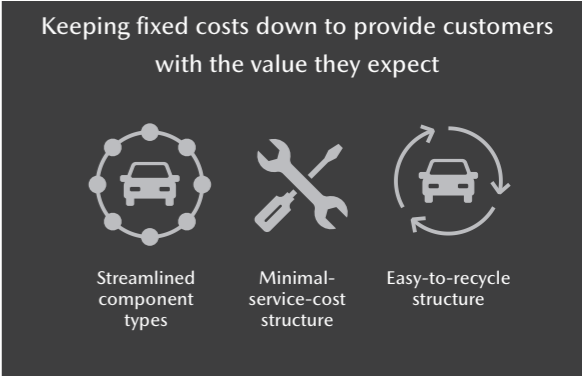 Keeping fixed costs down to provide customers
with the value they expect
Streamlined
component
types
Minimal-
service-cost
structure
Easy-to-recycle
structure